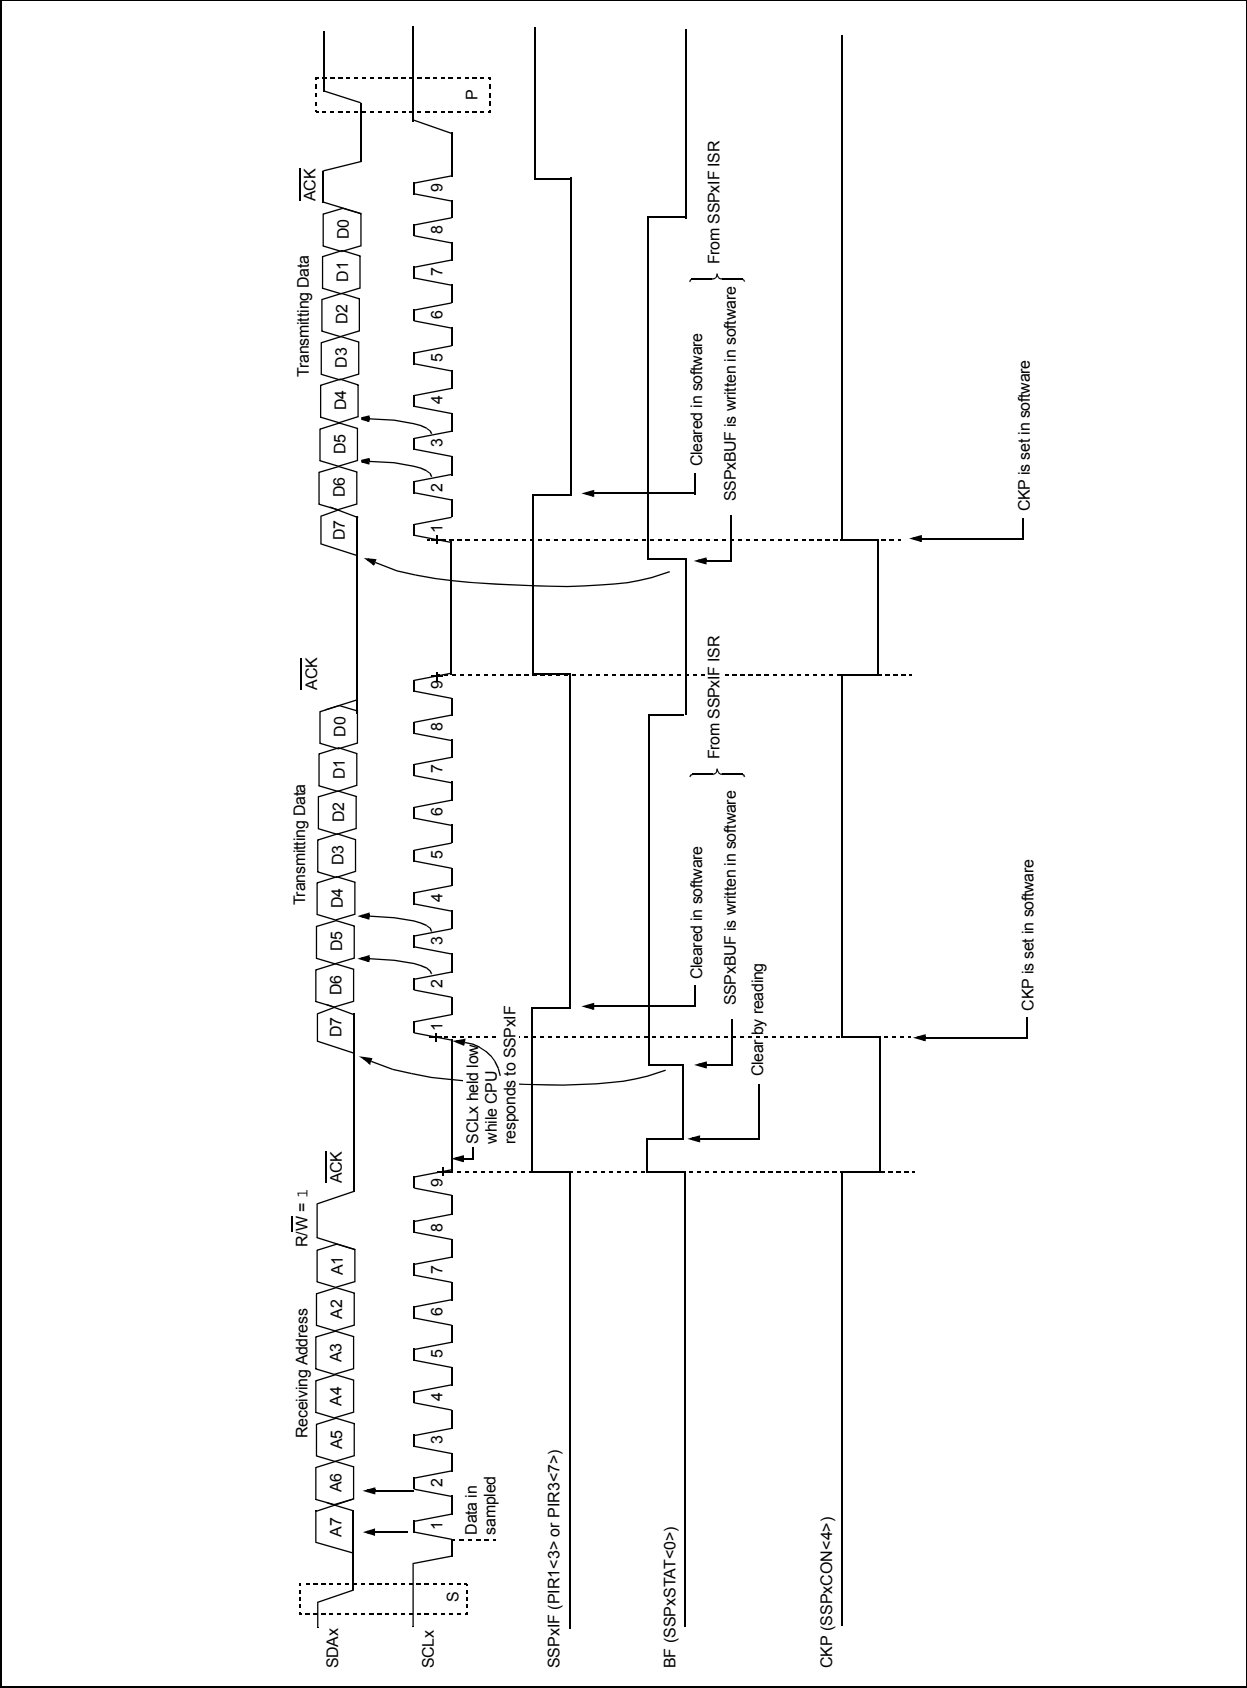 Receiving Address
R/W = 1
ACK
Transmitting Data
ACK
Transmitting Data
ACK
SDAx
A7 A6 A5 A4 A3 A2 A1
D7 D6 D5 D4 D3 D2 D1 D0
D7 D6 D5 D4 D3 D2 D1 D0
SCLx
S
1 2 3 4 5 6 7 8 9
1 2 3 4 5 6 7 8 9
1 2 3 4 5 6 7 8 9
P
Data in
sampled
SCLx held low
while CPU
responds to SSPxIF
SSPxIF (PIR1<3> or PIR3<7>)
BF (SSPxSTAT<0>)
Cleared in software
From SSPxIF ISR
SSPxBUF is written in software
Clear by reading
Cleared in software
From SSPxIF ISR
SSPxBUF is written in software
CKP (SSPxCON<4>)
CKP is set in software
CKP is set in software